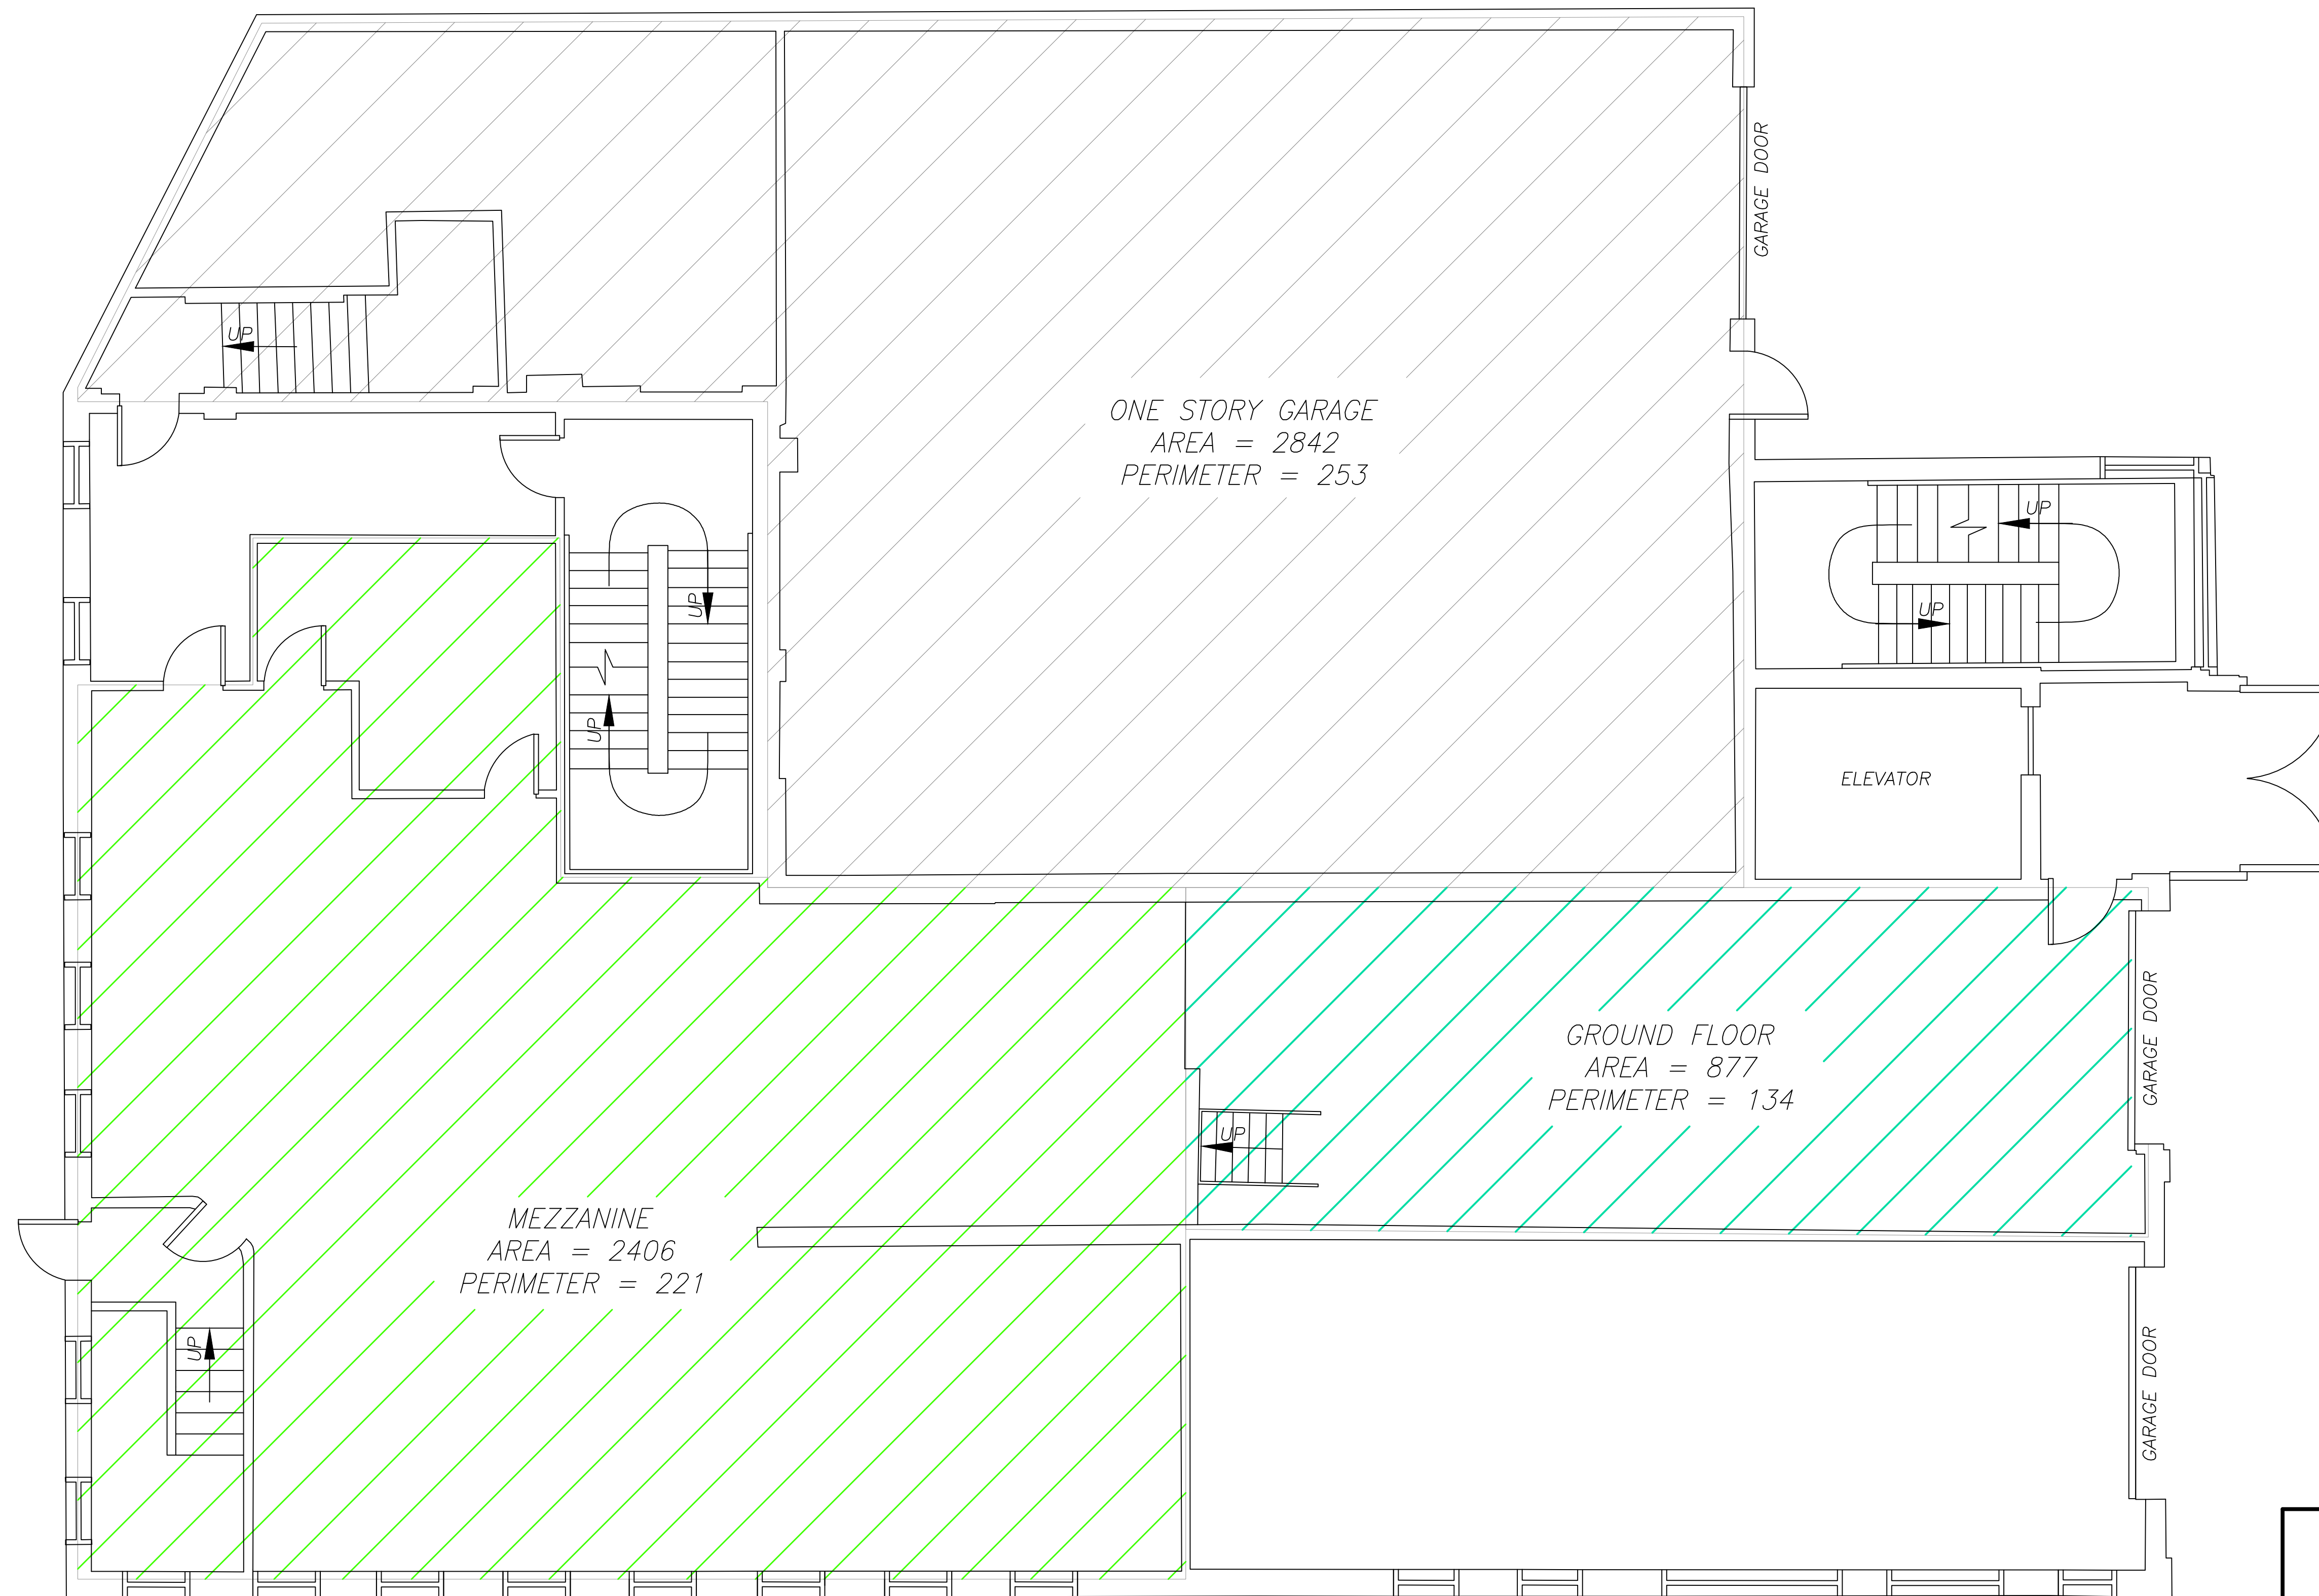 GARAGE DOOR
UP
ONE STORY GARAGE
AREA = 2842
PERIMETER = 253
UP
UP
UP
UP
UP
ELEVATOR
GROUND FLOOR
AREA = 877
PERIMETER = 134
GARAGE DOOR
UP
MEZZANINE
AREA = 2406
PERIMETER = 221
UP
GARAGE DOOR